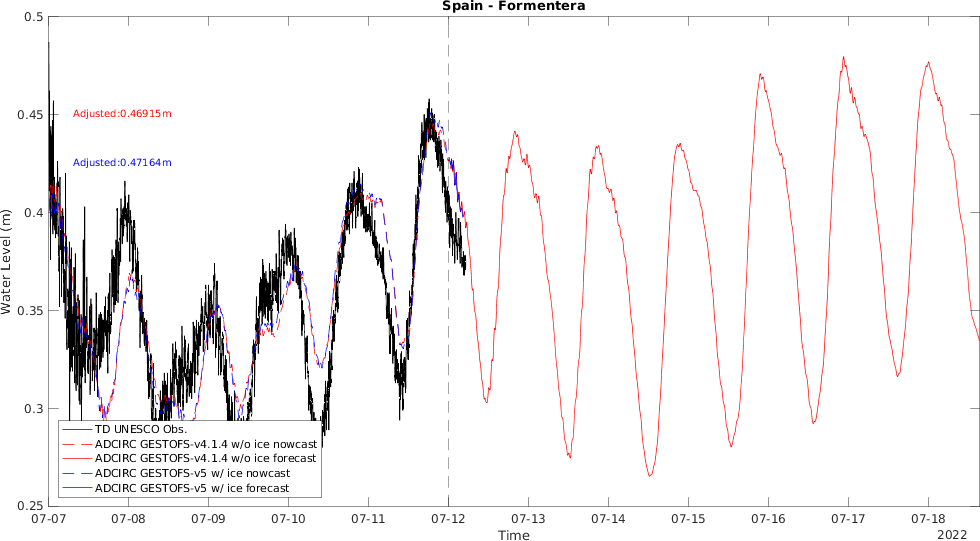 Spain - Formentera
0.5
0.45
0.4
0.35
0.3
0.25
Water Level (m)
Adjusted:0.46915m
Adjusted:0.47164m
TD UNESCO Obs.
ADCIRC GESTOFS-v4.1.4 w/o ice nowcast
ADCIRC GESTOFS-v4.1.4 w/o ice forecast
ADCIRC GESTOFS-v5 w/ ice nowcast
ADCIRC GESTOFS-v5 w/ ice forecast
07-07 07-08 07-09 07-10 07-11 07-12 07-13 07-14 07-15 07-16 07-17 07-18
Time
2022